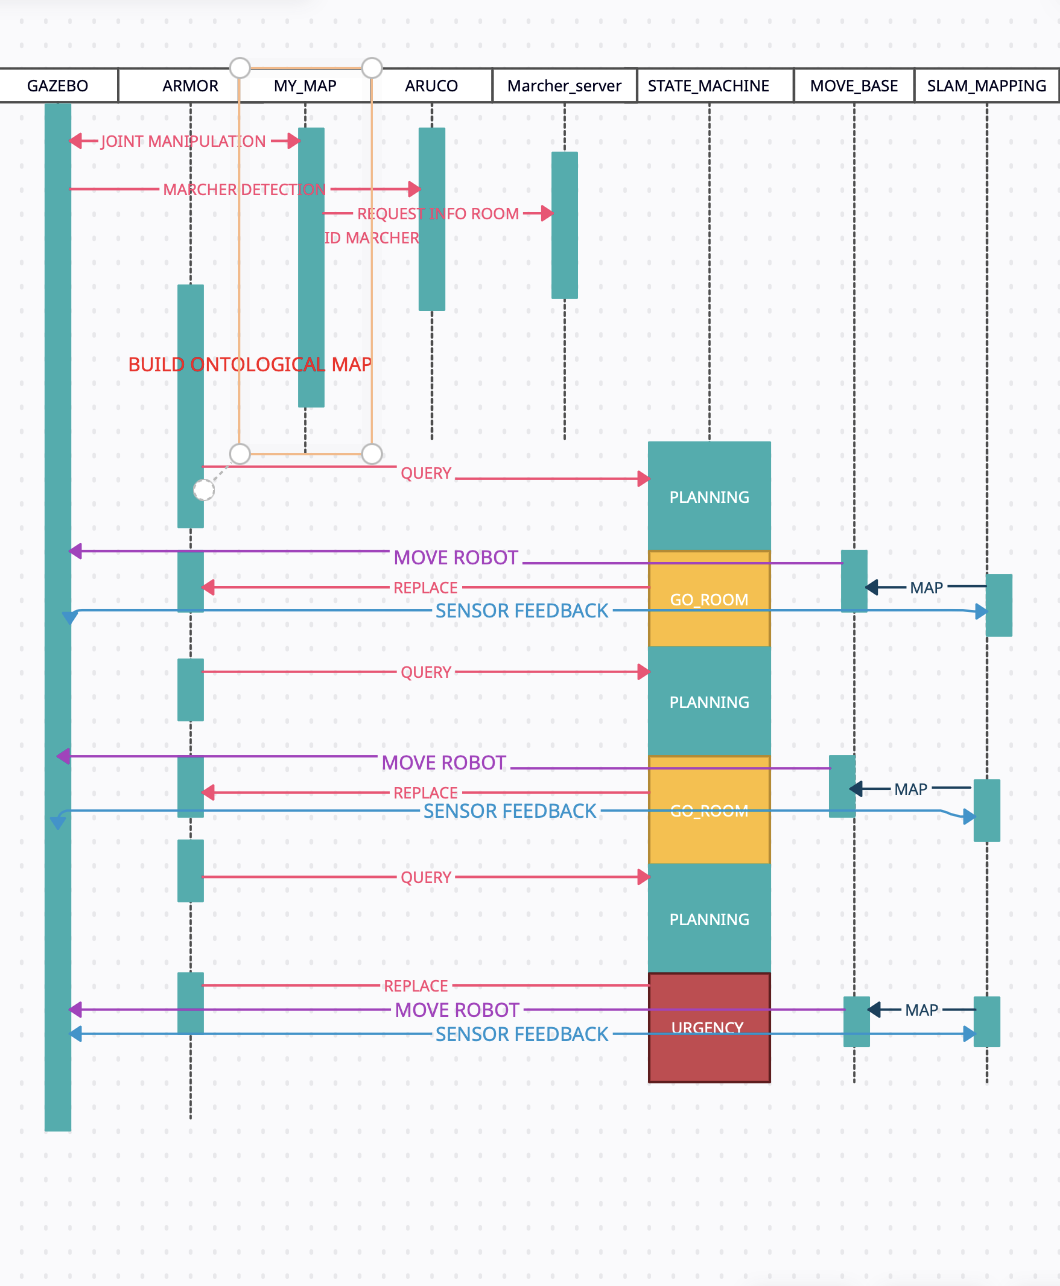 GAZEBO
ARMOR
MY_MAP
ARUCO
Marcher_server
STATE_MACHINE
MOVE_BASE
SLAM_MAPPING
JOINT MANIPULATION
MARCHER DETECTION
REQUEST INFO ROOM
ID MARCHER
BUILD ONTOLOGICAL MAP
QUERY
PLANNING
MOVE ROBOT
REPLACE
MAP
GO_ROOM
SENSOR FEEDBACK
QUERY
PLANNING
MOVE ROBOT
REPLACE
MAP
SENSOR FEEDBACK
GO_ROOM
QUERY
PLANNING
REPLACE
MOVE ROBOT
MAP
URGENCY
SENSOR FEEDBACK